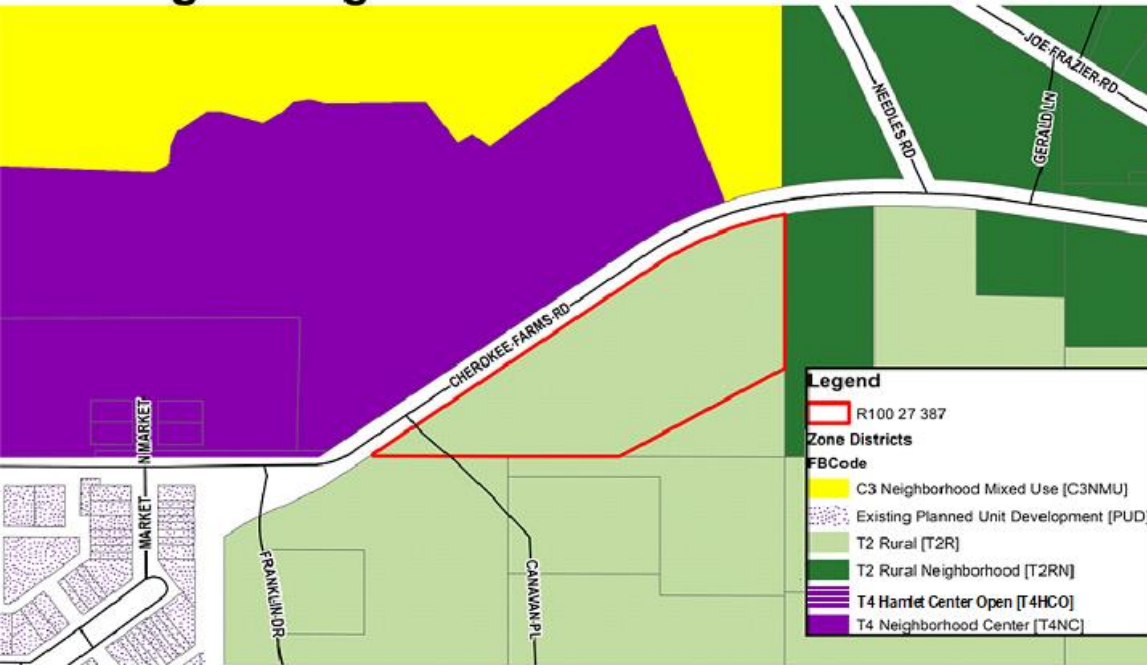 JOE FRAZIER RD
NEEDLES RD
GERALD LN
CHEROKEE FARMS RD
N MARKET
MARKET
FRANKLIN DR
CANAVAN PL
Legend
R100 27 387
Zone Districts
FBCode
C3 Neighborhood Mixed Use [C3NMU]
Existing Planned Unit Development [PUD]
T2 Rural [T2R]
T2 Rural Neighborhood [T2RN]
T4 Hamlet Center Open [T4HCO]
T4 Neighborhood Center [T4NC]